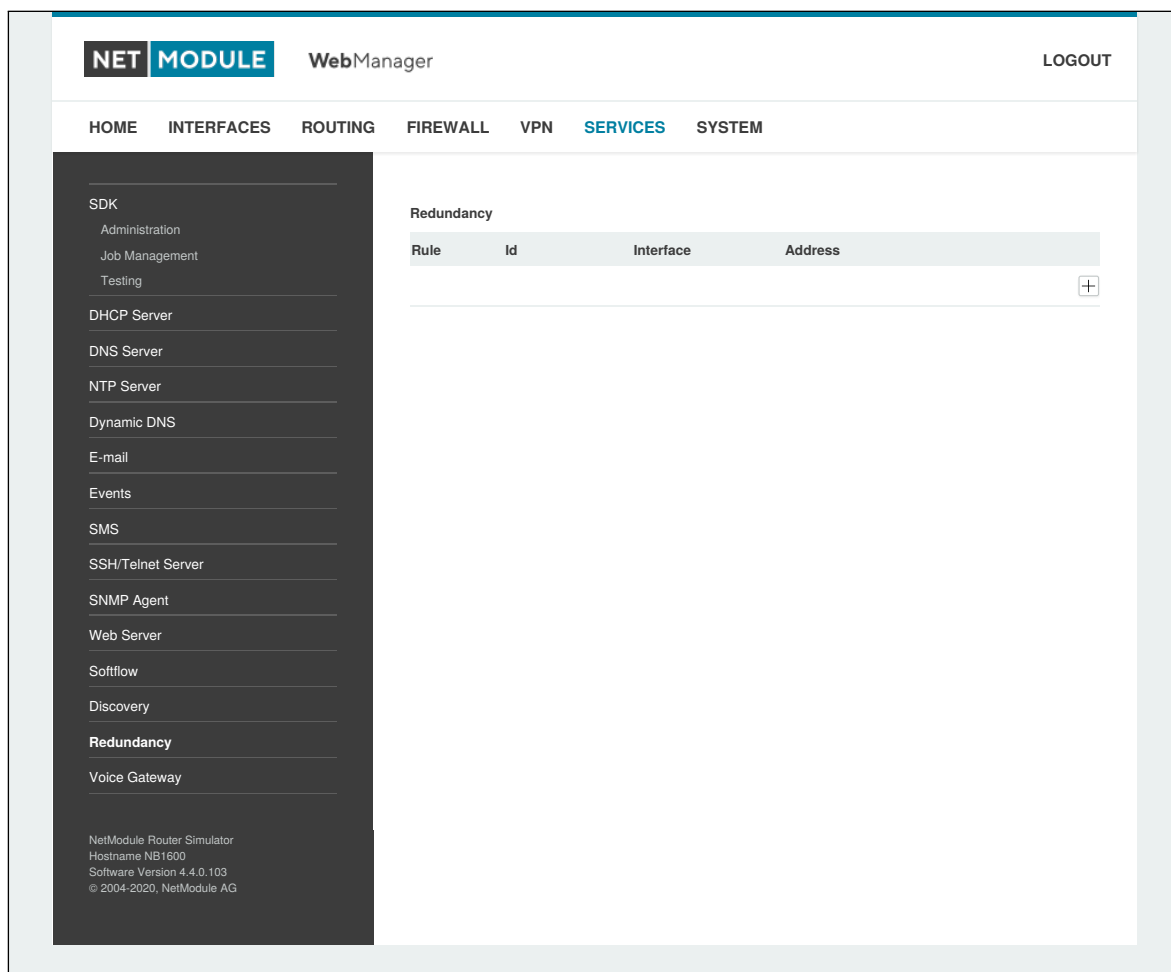 NET MODULE WebManager LOGOUT
HOME INTERFACES ROUTING FIREWALL VPN SERVICES SYSTEM
SDK
Administration
Job Management
Testing
DHCP Server
DNS Server
NTP Server
Dynamic DNS
E-mail
Events
SMS
SSH/Telnet Server
SNMP Agent
Web Server
Softflow
Discovery
Redundancy
Voice Gateway
NetModule Router Simulator
Hostname NB1600
Software Version 4.4.0.103
© 2004-2020, NetModule AG
Redundancy
Rule Id Interface Address